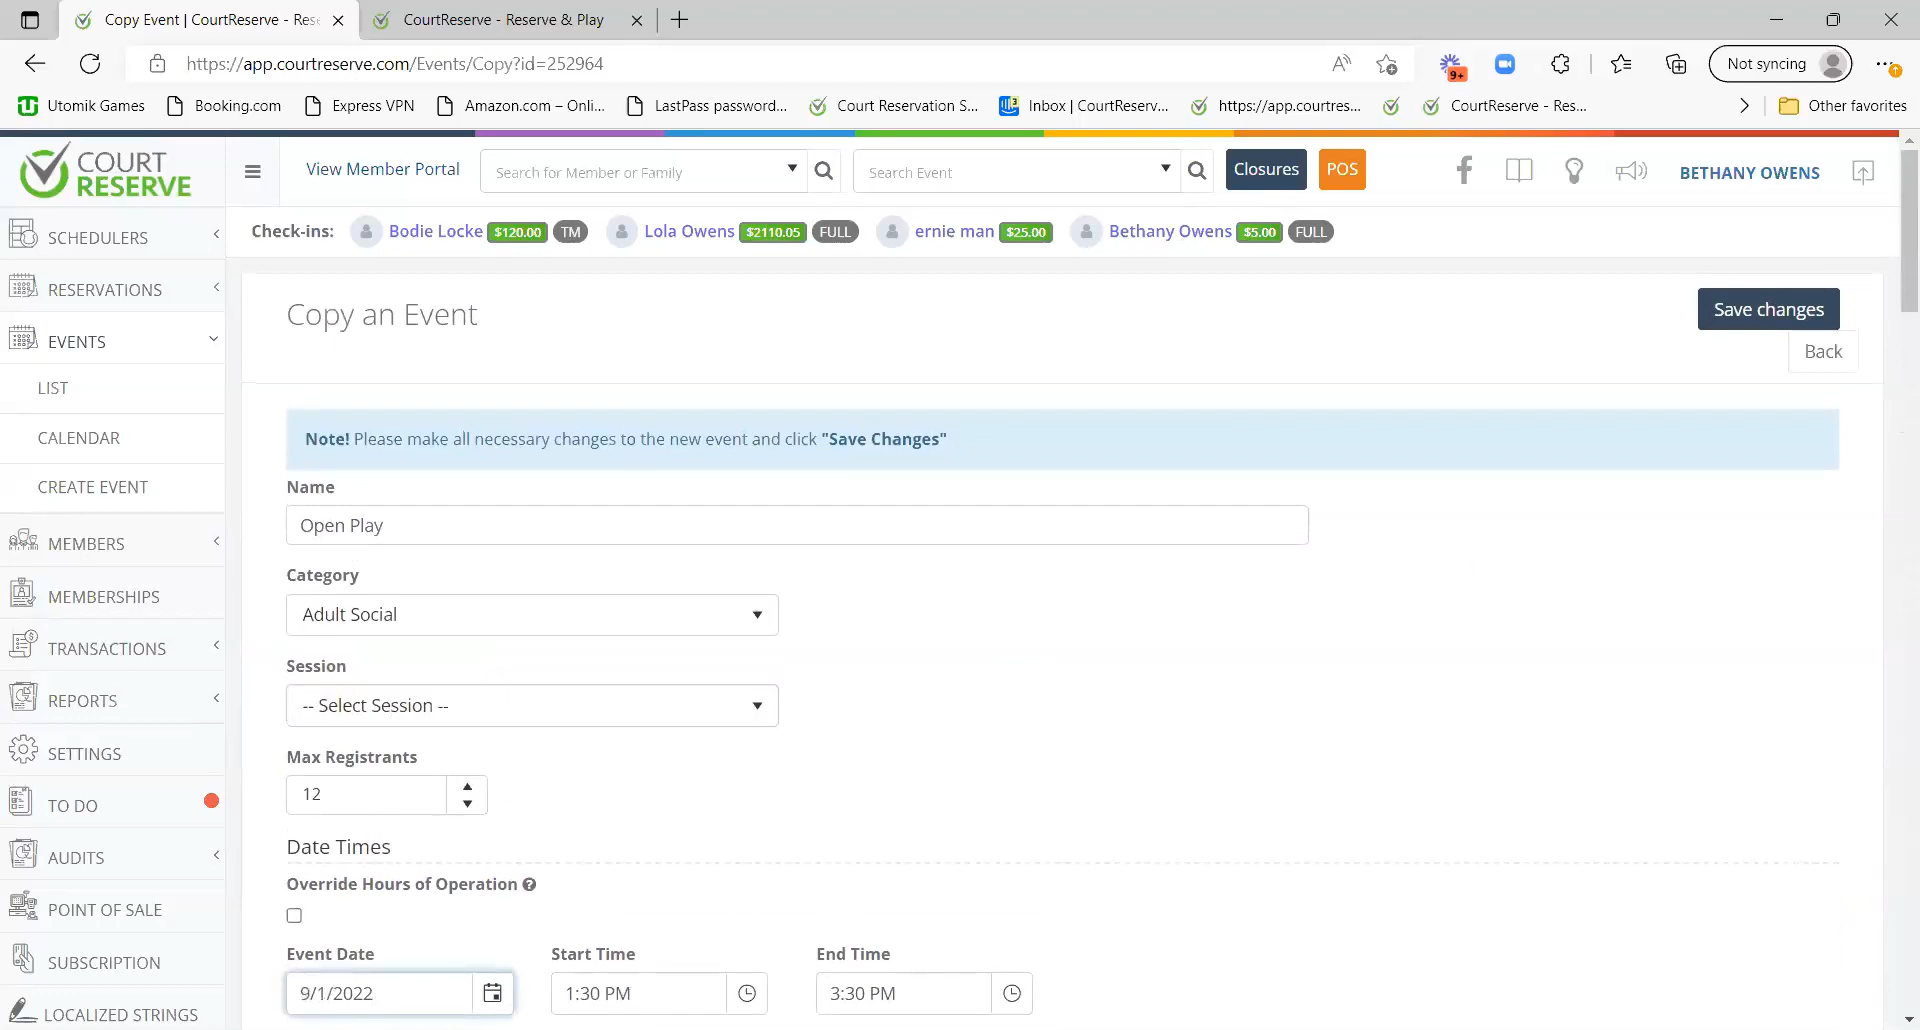 Copy Event | CourtReserve - Res
CourtReserve - Reserve & Play
https://app.courtreserve.com/Events/Copy?id=252964
9+
Not syncing
Utomik Games
Booking.com
Express VPN
Amazon.com – Onli...
LastPass password...
Court Reservation S...
Inbox | CourtReserv...
https://app.courtres...
CourtReserve - Res...
Other favorites
COURT
RESERVE
View Member Portal
Search for Member or Family
Search Event
Closures
POS
BETHANY OWENS
Check-ins:
Bodie Locke $120.00 TM
Lola Owens $2110.05 FULL
ernie man $25.00
Bethany Owens $5.00 FULL
SCHEDULERS
RESERVATIONS
EVENTS
LIST
CALENDAR
CREATE EVENT
MEMBERS
MEMBERSHIPS
TRANSACTIONS
REPORTS
SETTINGS
TO DO
AUDITS
POINT OF SALE
SUBSCRIPTION
LOCALIZED STRINGS
Copy an Event
Save changes
Back
Note! Please make all necessary changes to the new event and click "Save Changes"
Name
Open Play
Category
Adult Social
Session
-- Select Session --
Max Registrants
12
Date Times
Override Hours of Operation
Event Date
Start Time
End Time
9/1/2022
1:30 PM
3:30 PM